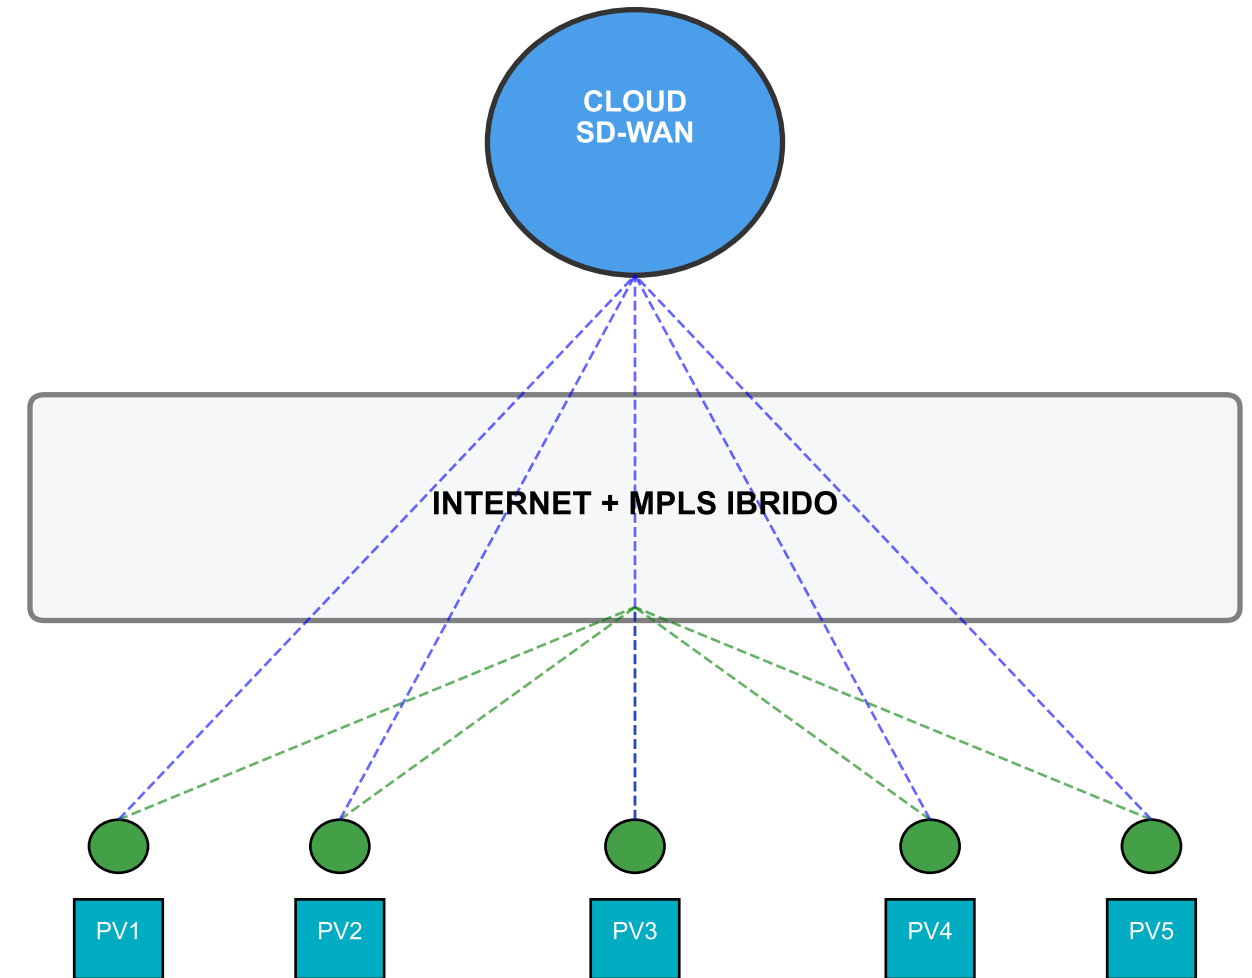 CLOUD
SD-WAN
INTERNET + MPLS IBRIDO
PV1
PV2
PV3
PV4
PV5